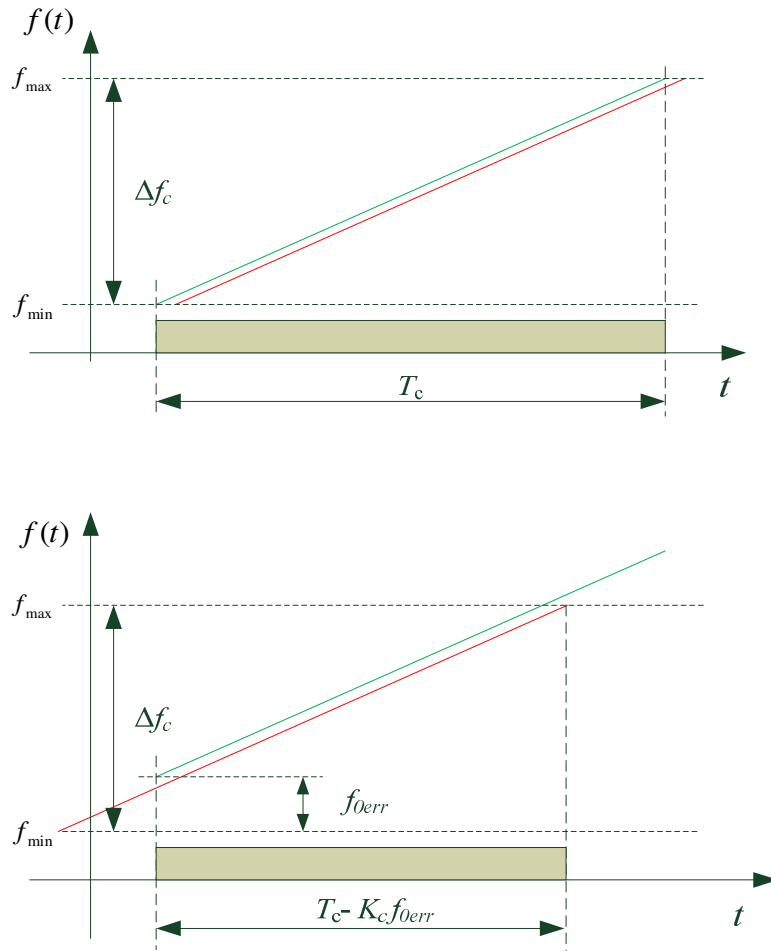 f(t)
f_max
Δf_c
f_min
T_c
t
f(t)
f_max
Δf_c
f_0err
f_min
t
T_c - K_c f_0err